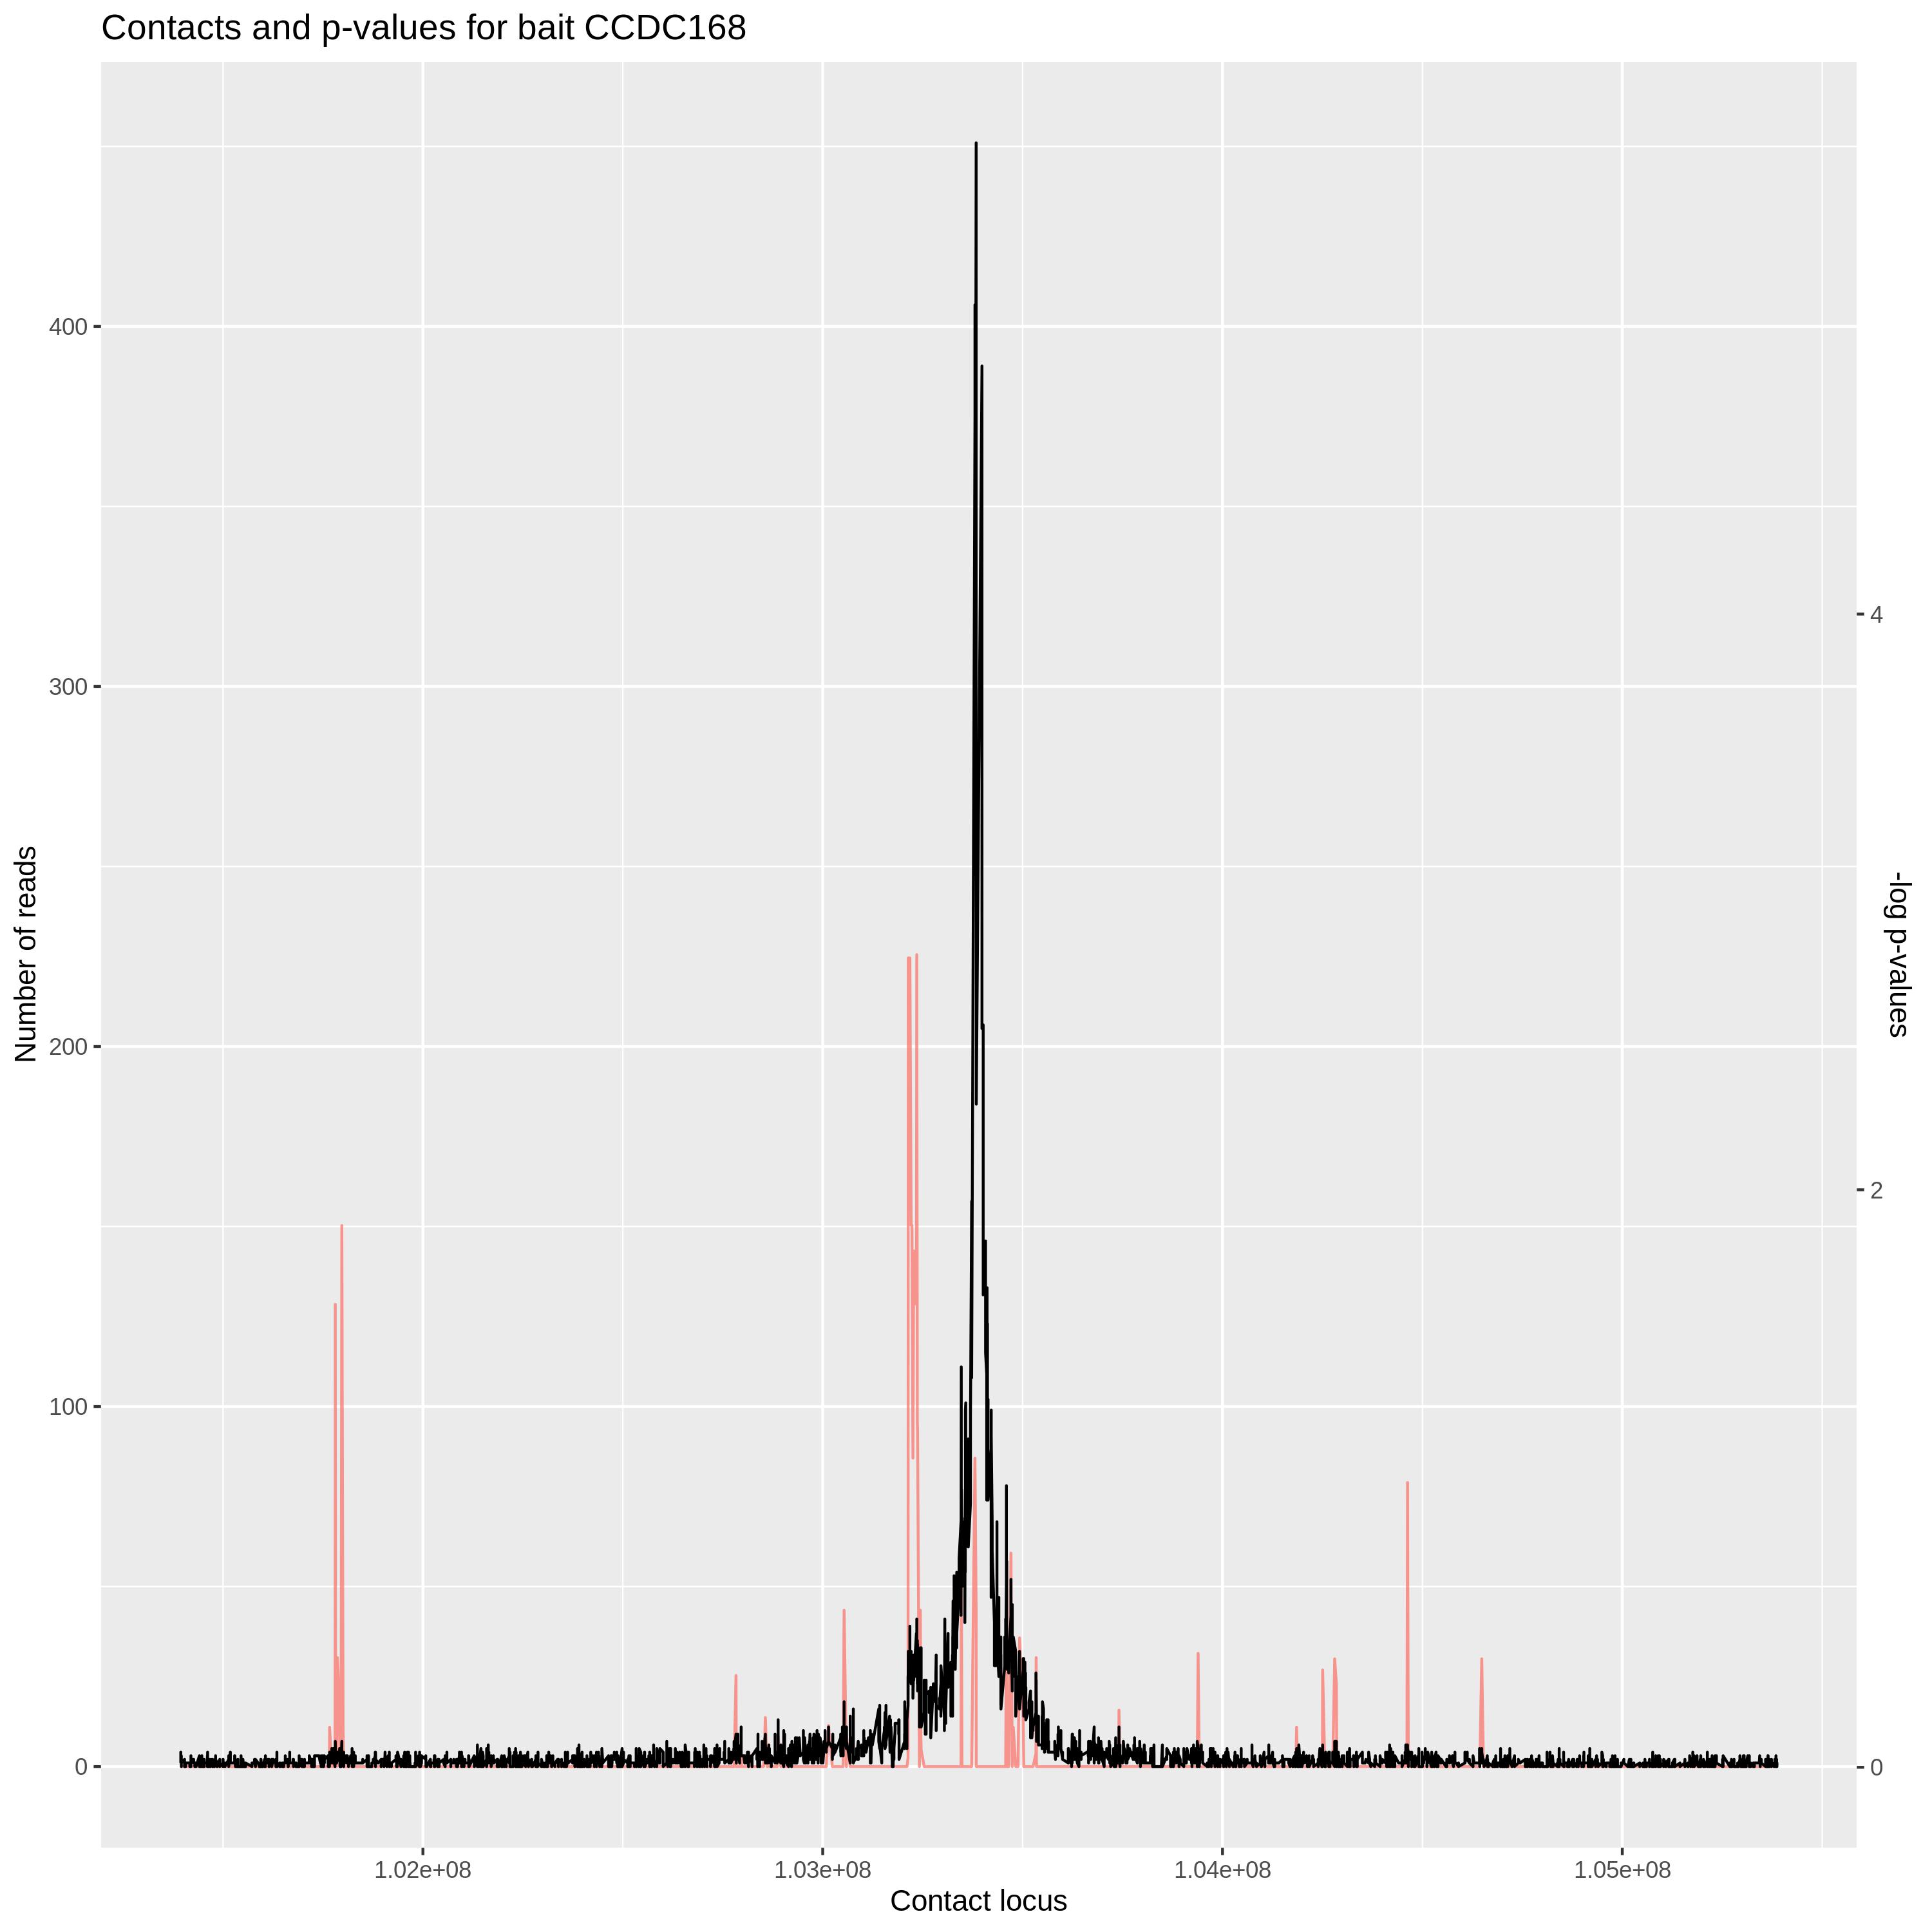 Contacts and p-values for bait CCDC168
Number of reads
400
300
200
100
0
4
2
0
-log p-values
1.02e+08 1.03e+08 1.04e+08 1.05e+08
Contact locus